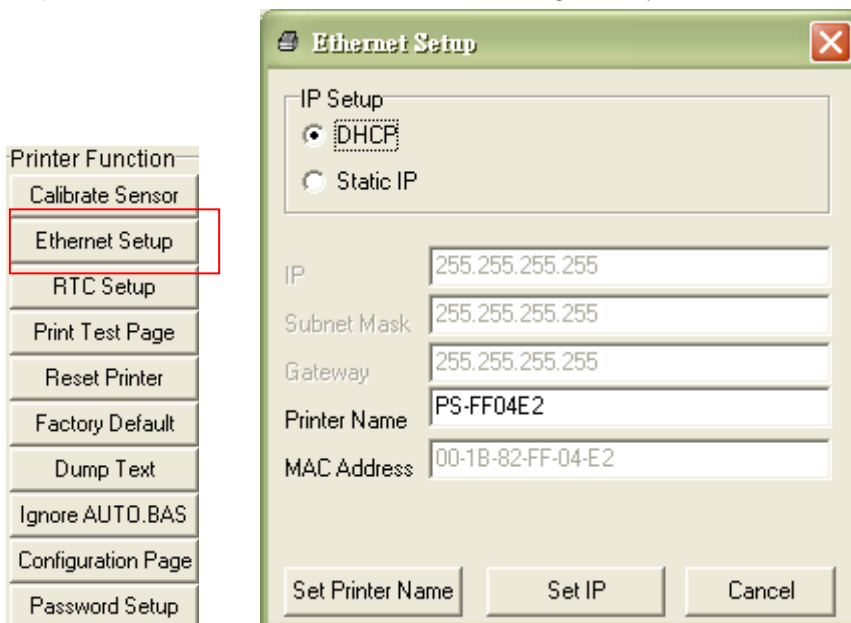 Printer Function
Calibrate Sensor
Ethernet Setup
RTC Setup
Print Test Page
Reset Printer
Factory Default
Dump Text
Ignore AUTO.BAS
Configuration Page
Password Setup
Ethernet Setup
IP Setup
DHCP
Static IP
IP 255.255.255.255
Subnet Mask 255.255.255.255
Gateway 255.255.255.255
Printer Name PS-FF04E2
MAC Address 00-1B-82-FF-04-E2
Set Printer Name Set IP Cancel